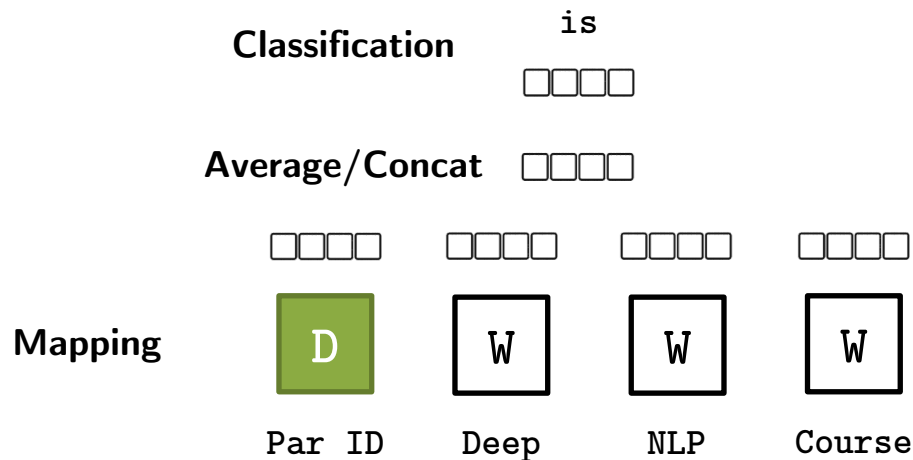 is
Classification
Average/Concat
Mapping
D W W W
Par ID Deep NLP Course